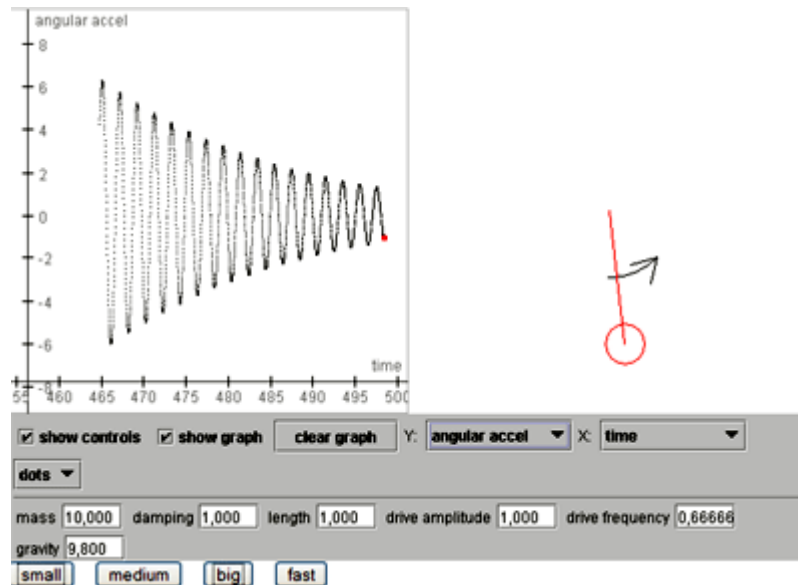 angular accel
8
6
4
2
0
-2
-4
-6
-8
time
55 460 465 470 475 480 485 490 495 500
show controls show graph clear graph Y: angular accel X: time
dots
mass 10,000 damping 1,000 length 1,000 drive amplitude 1,000 drive frequency 0,66666
gravity 9,800
small medium big fast